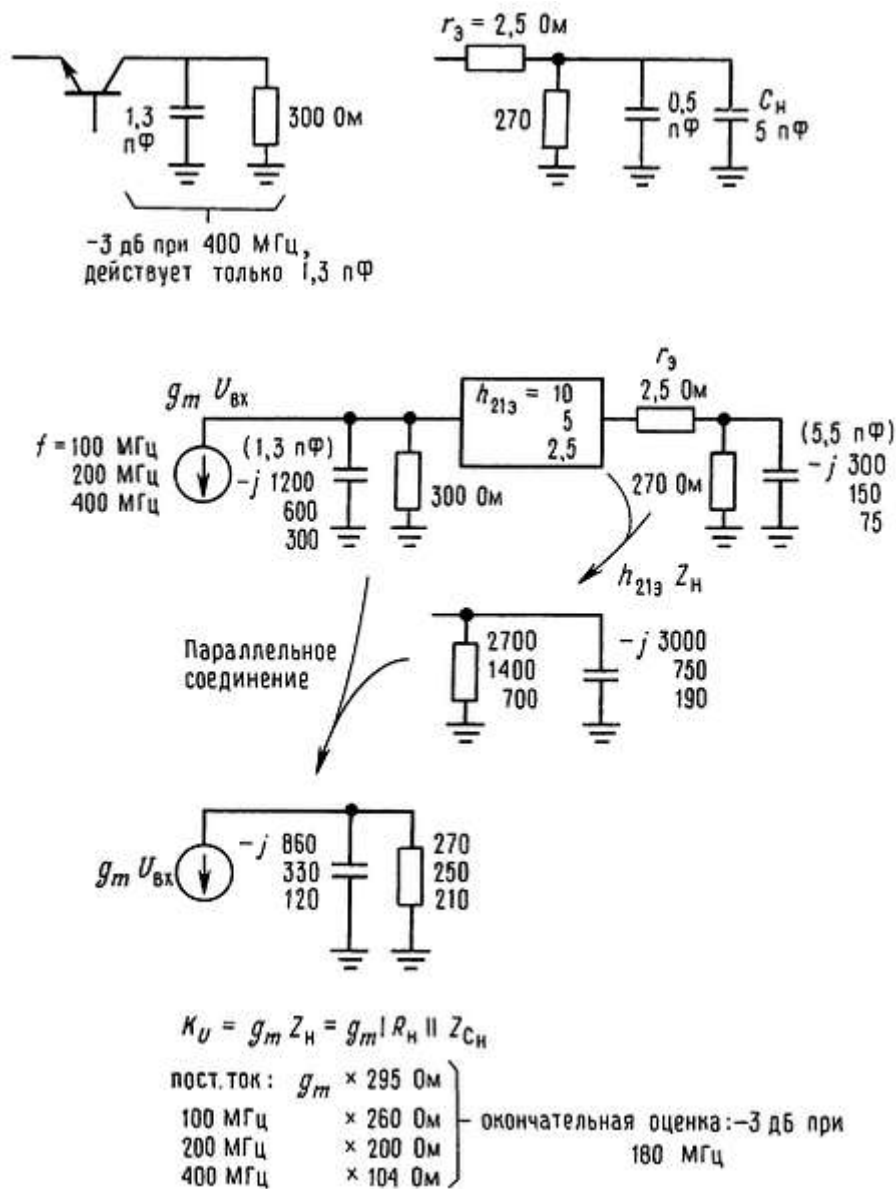 r_э = 2,5 Ом
1,3 пФ
300 Ом
270
0,5 пФ
C_н 5 пФ
−3 дб при 400 МГц,
действует только 1,3 пФ
g_m U_вх
f = 100 МГц
200 МГц
400 МГц
(1,3 пФ)
−j 1200
600
300
300 Ом
h_21э = 10
5
2,5
r_э
2,5 Ом
270 Ом
(5,5 пФ)
−j 300
150
75
h_21э Z_н
Параллельное
соединение
2700
1400
700
−j 3000
750
190
g_m U_вх
−j 860
330
120
270
250
210
K_U = g_m Z_н = g_m | R_н || Z_Cн
пост. ток: g_m × 295 Ом
100 МГц × 260 Ом
200 МГц × 200 Ом
400 МГц × 104 Ом
окончательная оценка: −3 дб при
180 МГц